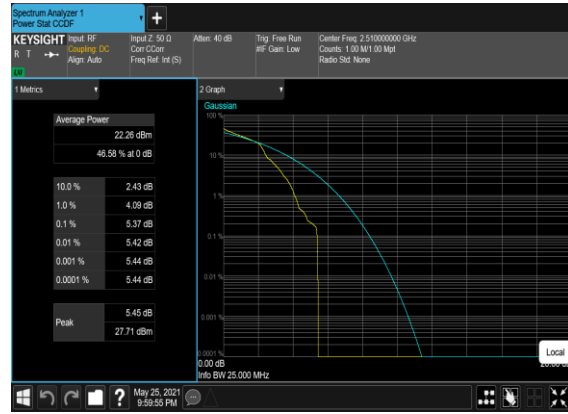 Spectrum Analyzer 1
Power Stat CCDF
KEYSIGHT
R T
LXI
Input: RF
Coupling: DC
Align: Auto
Input Z: 50 Ω
Corr CCorr
Freq Ref: Int (S)
Atten: 40 dB
Trig: Free Run
#IF Gain: Low
Center Freq: 2.510000000 GHz
Counts: 1.00 M/1.00 Mpt
Radio Std: None
1 Metrics
Average Power
22.26 dBm
46.58 % at 0 dB
10.0 % 2.43 dB
1.0 % 4.09 dB
0.1 % 5.37 dB
0.01 % 5.42 dB
0.001 % 5.44 dB
0.0001 % 5.44 dB
Peak
5.45 dB
27.71 dBm
2 Graph
Gaussian
100 %
10 %
1 %
0.1 %
0.01 %
0.001 %
0.0001 %
0.00 dB
Info BW 25.000 MHz
Local
May 25, 2021
9:59:55 PM